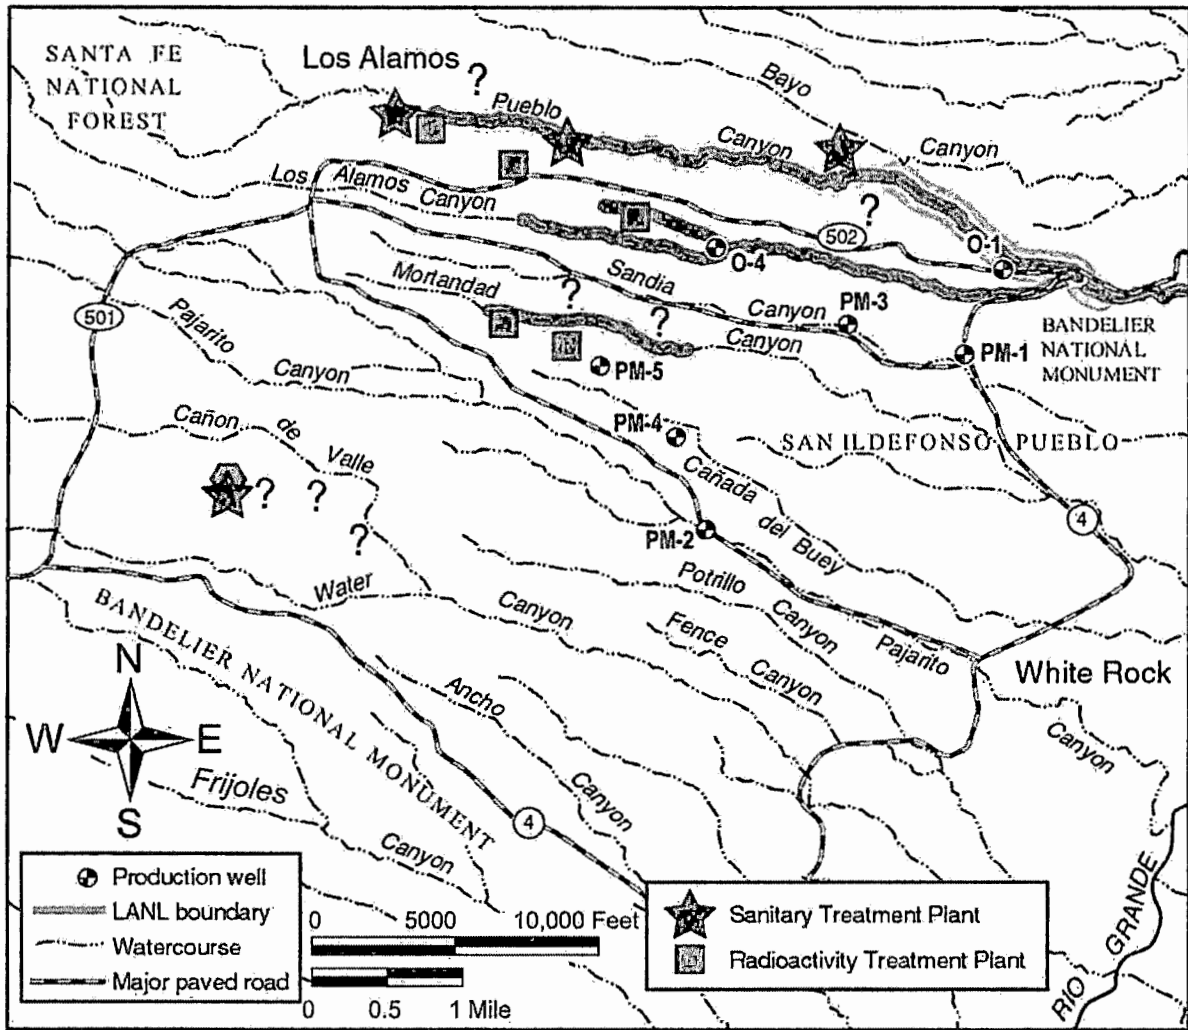 SANTA FE
NATIONAL
FOREST
Los Alamos
?
Pueblo
Bayo
Canyon
Canyon
Los Alamos
Canyon
?
502
O-1
O-4
Mortandad
Sandia
?
Canyon
PM-3
?
Canyon
501
Pajarito
Canyon
BANDELIER
NATIONAL
MONUMENT
PM-1
PM-5
Cañon de Valle
PM-4
SAN ILDEFONSO PUEBLO
Cañada del Buey
? ?
?
4
PM-2
Water
Canyon
Potrillo
Canyon
Fence
Canyon
Pajarito
White Rock
Canyon
BANDELIER NATIONAL MONUMENT
Ancho
Canyon
N
W E
S
Frijoles
Canyon
4
RIO GRANDE
Production well
LANL boundary
Watercourse
Major paved road
0 5000 10,000 Feet
0 0.5 1 Mile
Sanitary Treatment Plant
Radioactivity Treatment Plant